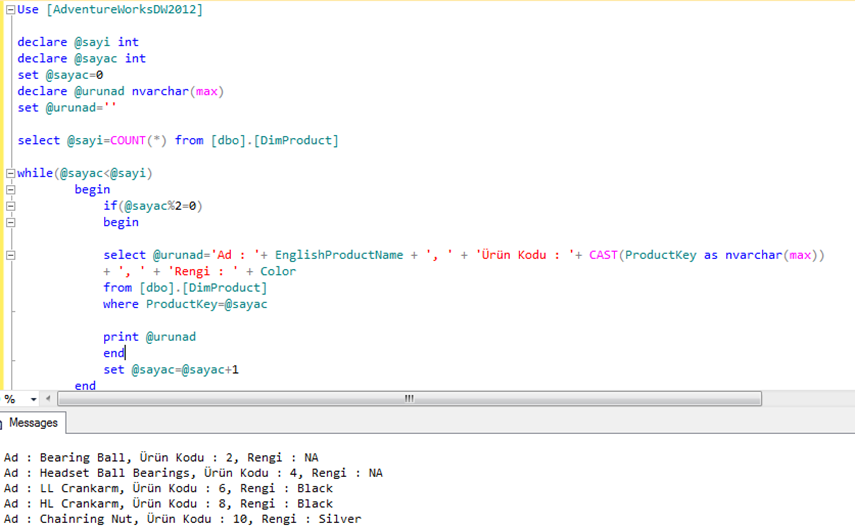 Use [AdventureWorksDW2012]
declare @sayi int
declare @sayac int
set @sayac=0
declare @urunad nvarchar(max)
set @urunad=''
select @sayi=COUNT(*) from [dbo].[DimProduct]
while(@sayac<@sayi)
begin
if(@sayac%2=0)
begin
select @urunad='Ad : '+ EnglishProductName + ', ' + 'Ürün Kodu : '+ CAST(ProductKey as nvarchar(max))
+ ', ' + 'Rengi : ' + Color
from [dbo].[DimProduct]
where ProductKey=@sayac
print @urunad
end
set @sayac=@sayac+1
end
%
Messages
Ad : Bearing Ball, Ürün Kodu : 2, Rengi : NA
Ad : Headset Ball Bearings, Ürün Kodu : 4, Rengi : NA
Ad : LL Crankarm, Ürün Kodu : 6, Rengi : Black
Ad : HL Crankarm, Ürün Kodu : 8, Rengi : Black
Ad : Chainring Nut, Ürün Kodu : 10, Rengi : Silver